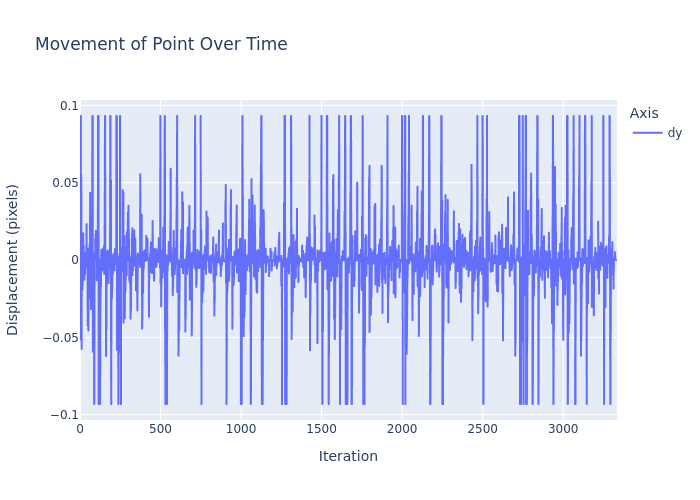 Movement of Point Over Time
Axis
dy
Displacement (pixels)
0.1
0.05
0
−0.05
−0.1
0 500 1000 1500 2000 2500 3000
Iteration